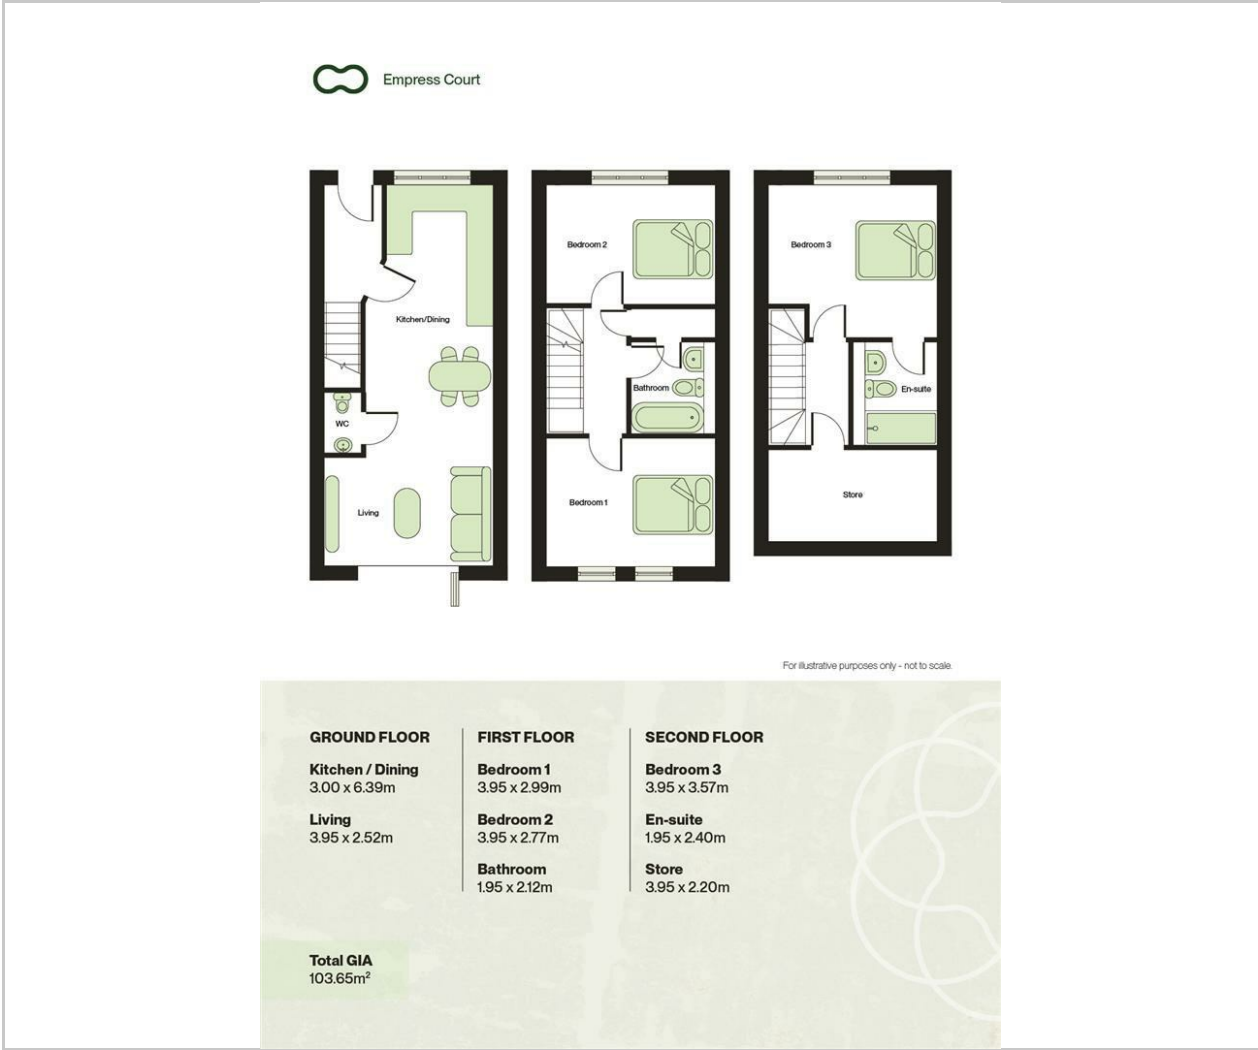 Empress Court
Bedroom 2
Bedroom 3
Kitchen/Dining
Bathroom
En-suite
WC
Store
Bedroom 1
Living
For illustrative purposes only - not to scale.
GROUND FLOOR
Kitchen / Dining
3.00 x 6.39m
Living
3.95 x 2.52m
FIRST FLOOR
Bedroom 1
3.95 x 2.99m
Bedroom 2
3.95 x 2.77m
Bathroom
1.95 x 2.12m
SECOND FLOOR
Bedroom 3
3.95 x 3.57m
En-suite
1.95 x 2.40m
Store
3.95 x 2.20m
Total GIA
103.65m²